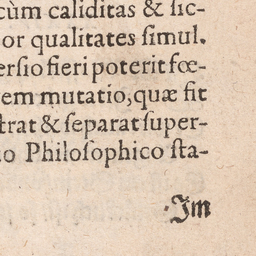 cùm caliditas & ſic-
or qualitates ſimul.
erſio fieri poterit fœ-
em mutatio, quæ fit
trat & ſeparat ſuper-
o Philoſophico ſta-
Im